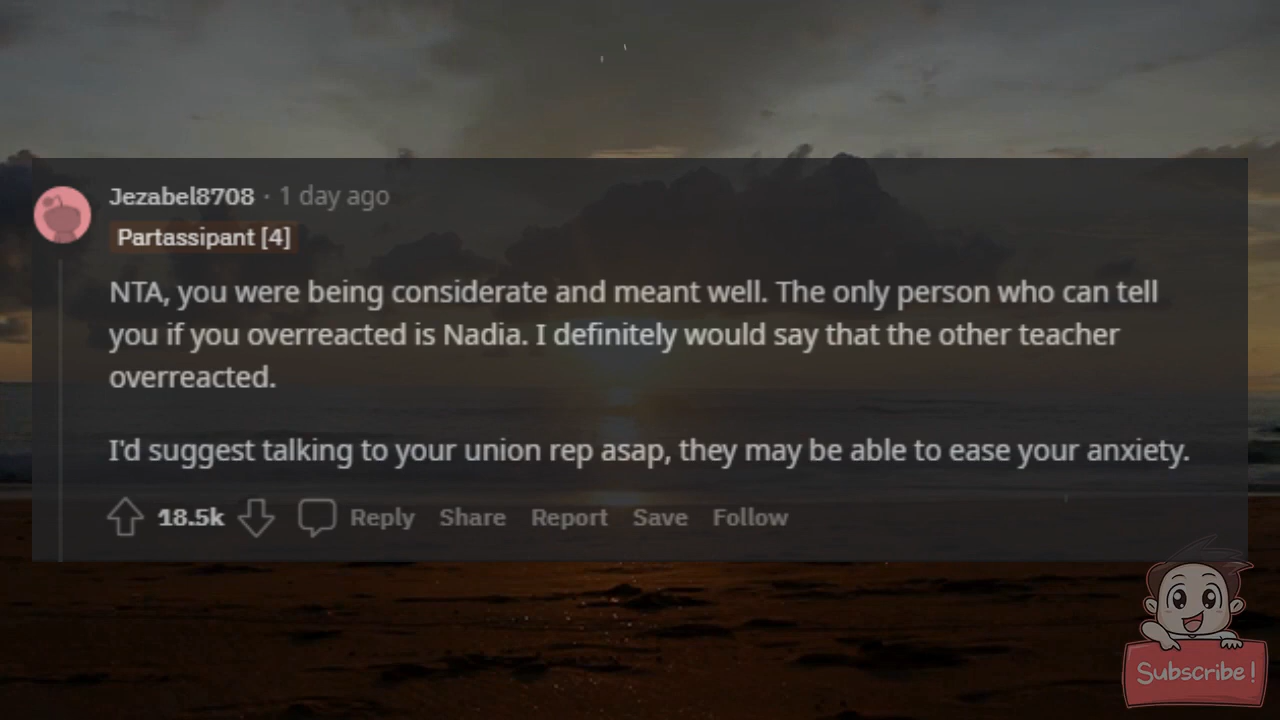 Jezabel8708 · 1 day ago
Partassipant [4]
NTA, you were being considerate and meant well. The only person who can tell
you if you overreacted is Nadia. I definitely would say that the other teacher
overreacted.
I'd suggest talking to your union rep asap, they may be able to ease your anxiety.
18.5k Reply Share Report Save Follow
Subscribe!